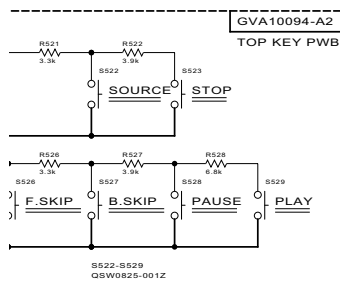 GVA10094-A2
TOP KEY PWB
R521
3.3k
R522
3.9k
S522
SOURCE
S523
STOP
R526
3.3k
R527
3.9k
R528
6.8k
S526
F.SKIP
S527
B.SKIP
S528
PAUSE
S529
PLAY
S522-S529
QSW0825-001Z